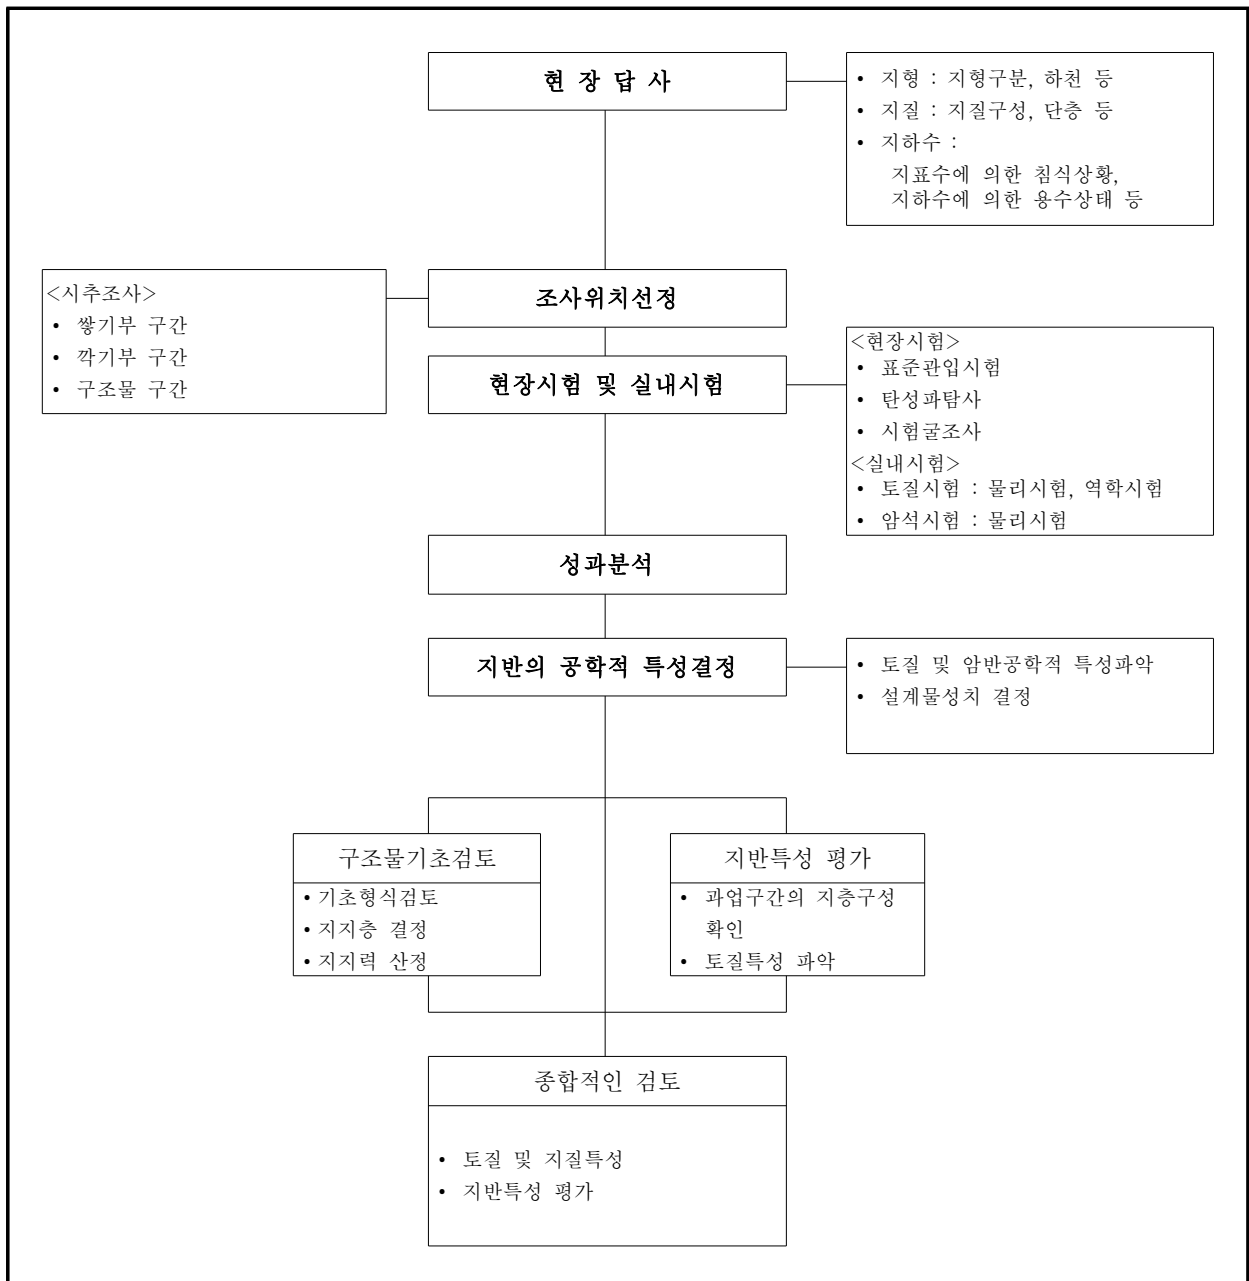 현 장 답 사
• 지형 : 지형구분, 하천 등
• 지질 : 지질구성, 단층 등
• 지하수 :
지표수에 의한 침식상황,
지하수에 의한 용수상태 등
조사위치선정
<시추조사>
• 쌓기부 구간
• 깍기부 구간
• 구조물 구간
현장시험 및 실내시험
<현장시험>
• 표준관입시험
• 탄성파탐사
• 시험굴조사
<실내시험>
• 토질시험 : 물리시험, 역학시험
• 암석시험 : 물리시험
성과분석
지반의 공학적 특성결정
• 토질 및 암반공학적 특성파악
• 설계물성치 결정
구조물기초검토
• 기초형식검토
• 지지층 결정
• 지지력 산정
지반특성 평가
• 과업구간의 지층구성
확인
• 토질특성 파악
종합적인 검토
• 토질 및 지질특성
• 지반특성 평가